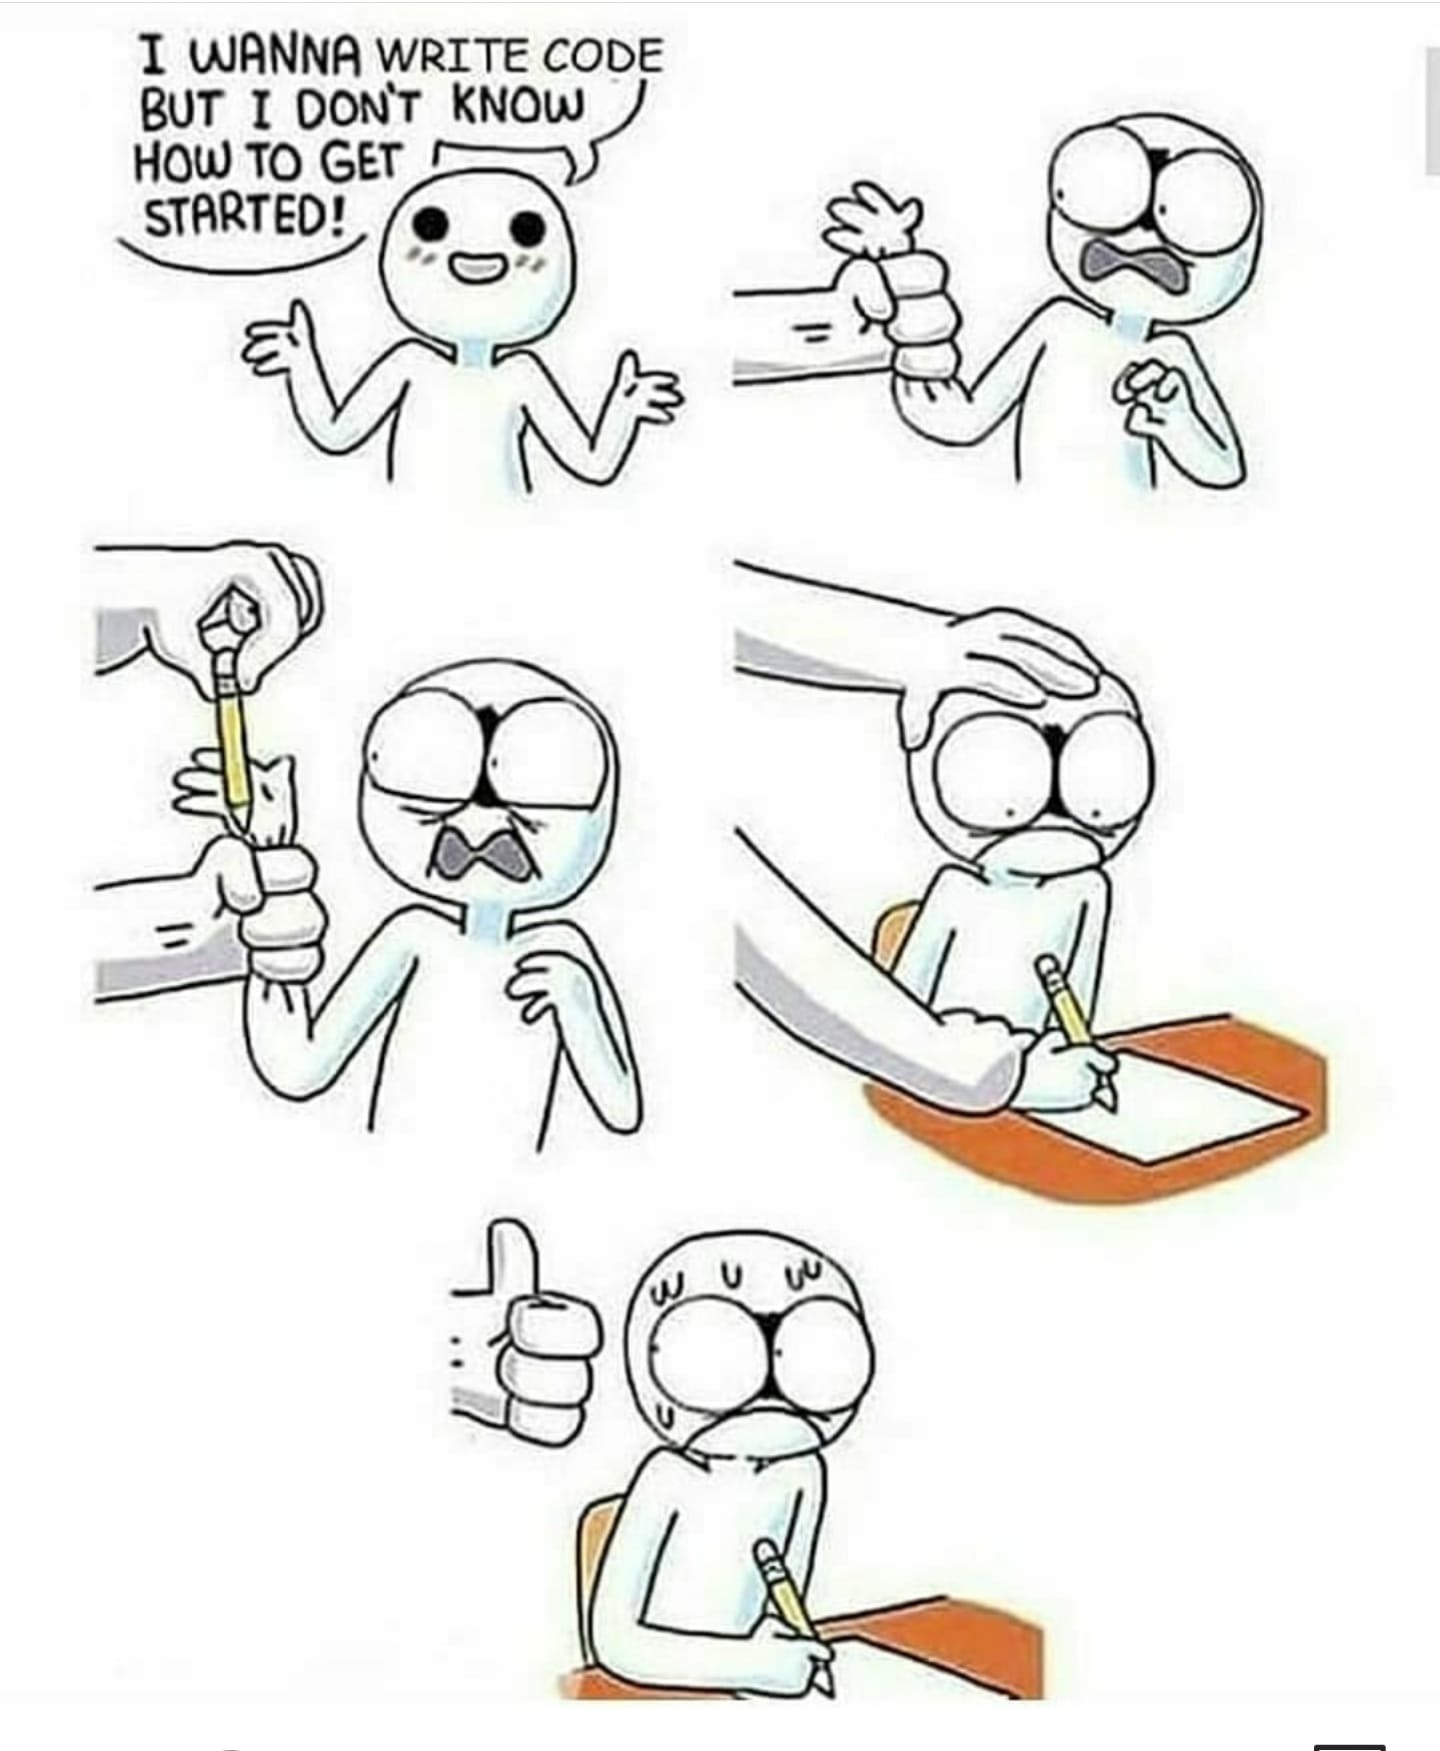 I WANNA WRITE CODE
BUT I DON'T KNOW
HOW TO GET
STARTED!